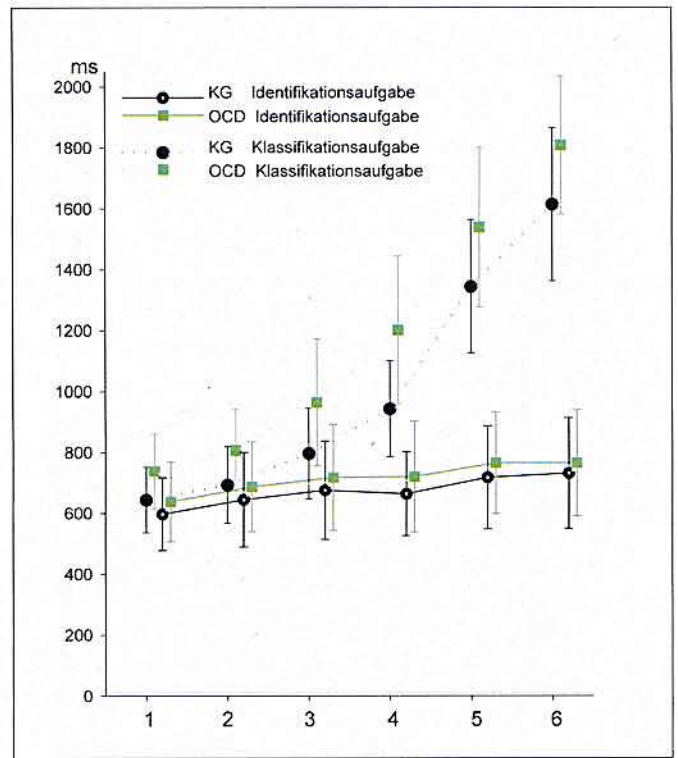 ms
2000
1800
1600
1400
1200
1000
800
600
400
200
0
KG Identifikationsaufgabe
OCD Identifikationsaufgabe
KG Klassifikationsaufgabe
OCD Klassifikationsaufgabe
1 2 3 4 5 6